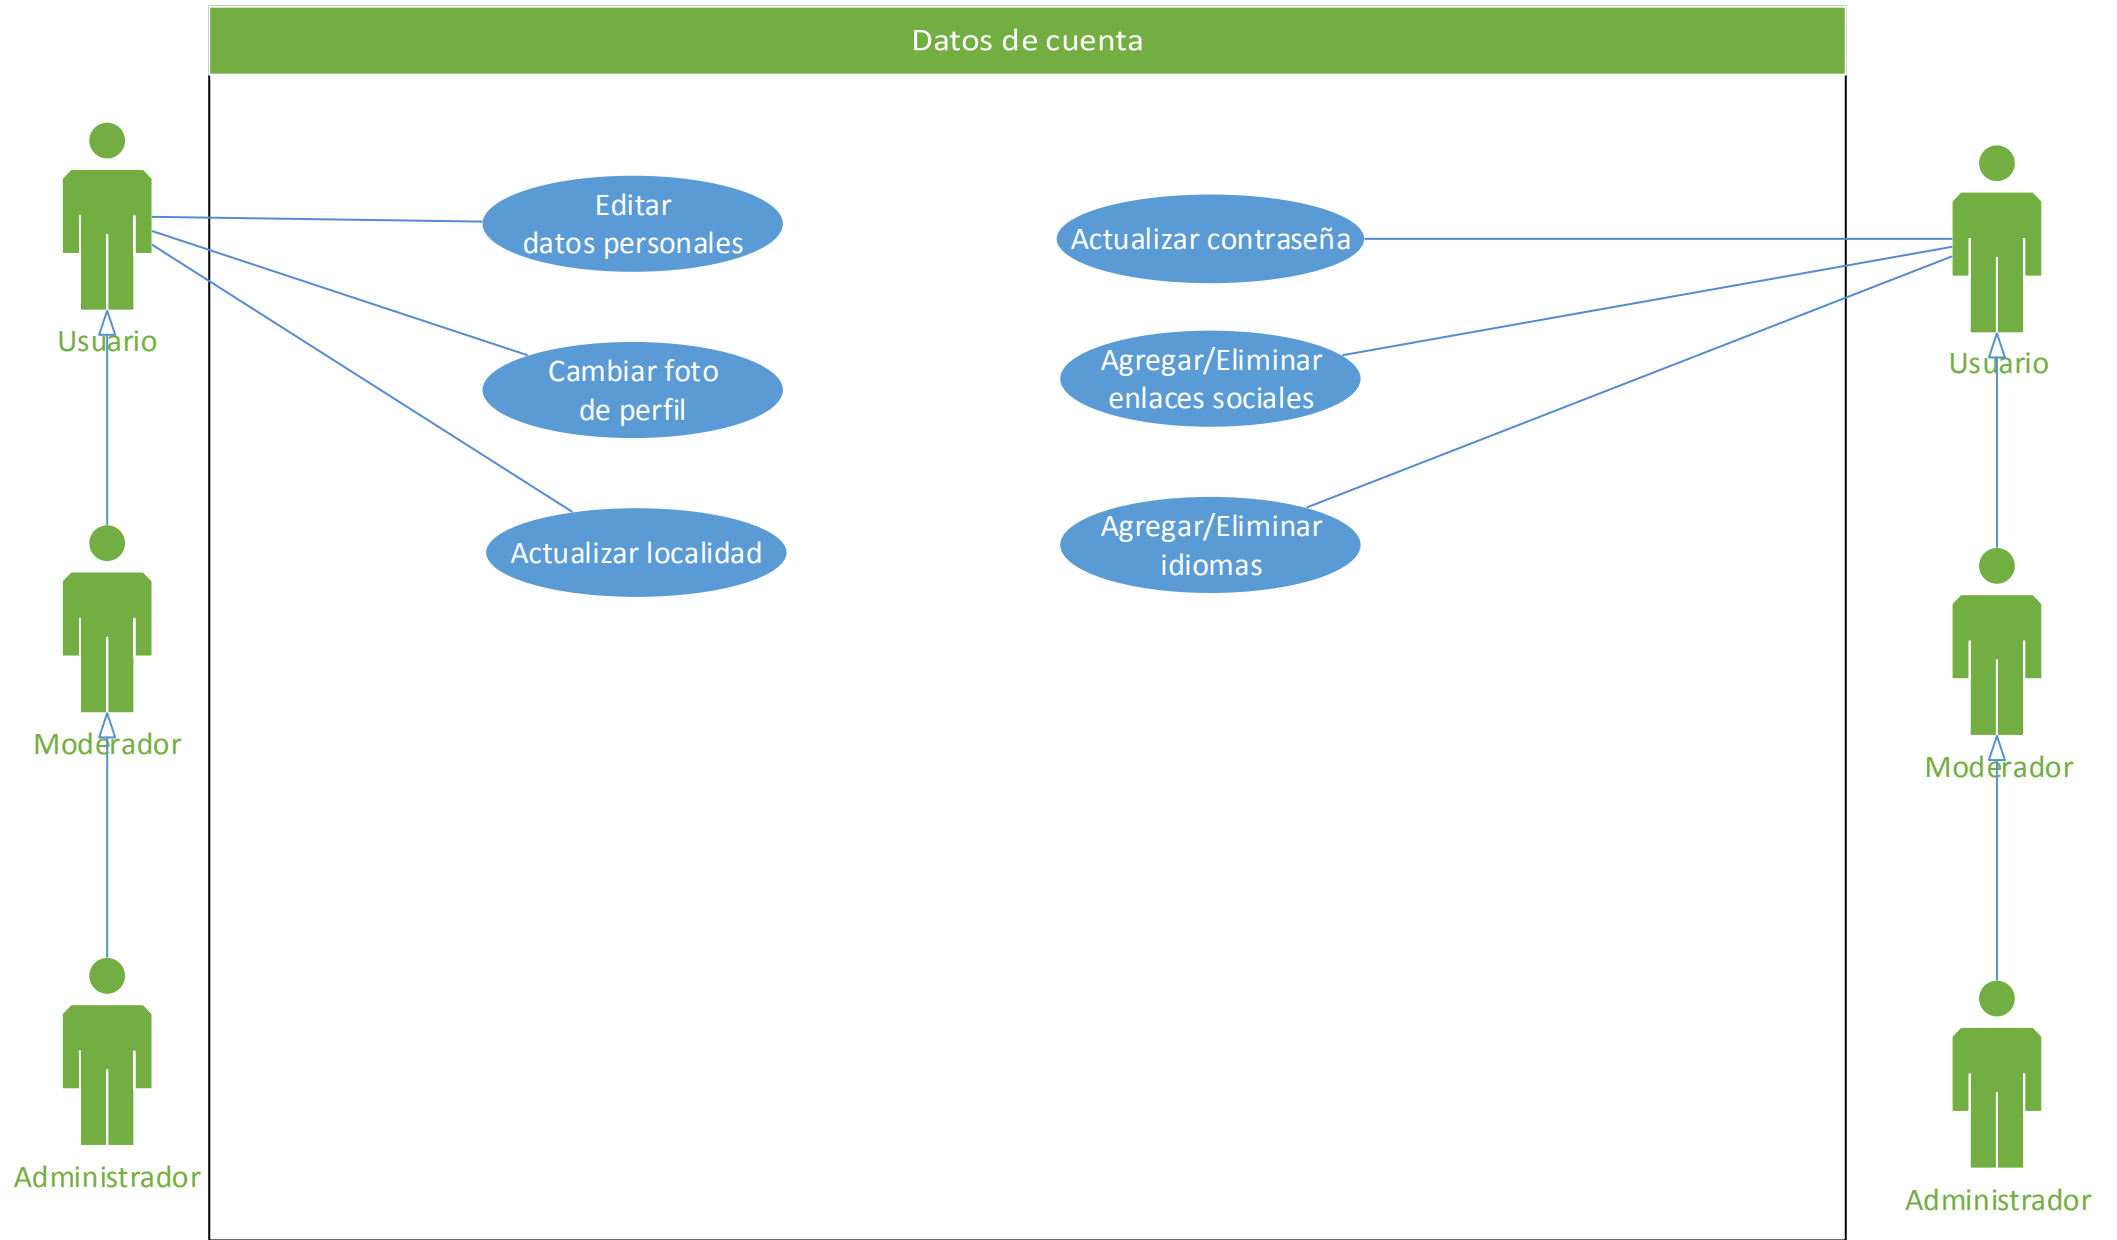 Datos de cuenta
Editar
datos personales
Actualizar contraseña
Usuario
Usuario
Cambiar foto
de perfil
Agregar/Eliminar
enlaces sociales
Actualizar localidad
Agregar/Eliminar
idiomas
Moderador
Moderador
Administrador
Administrador